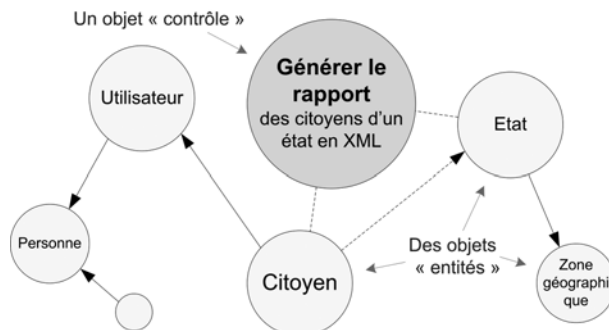 Un objet « contrôle »
Générer le
rapport
des citoyens d'un
état en XML
Utilisateur
Etat
Personne
Citoyen
Des objets
« entités »
Zone
géographi
que